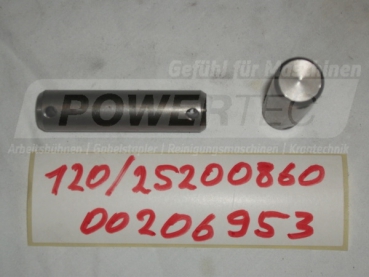 Gefühl für Maschinen
POWERTEC
Arbeitsbühnen | Gabelstapler | Reinigungsmaschinen | Krantechnik
120/25200860
00206953